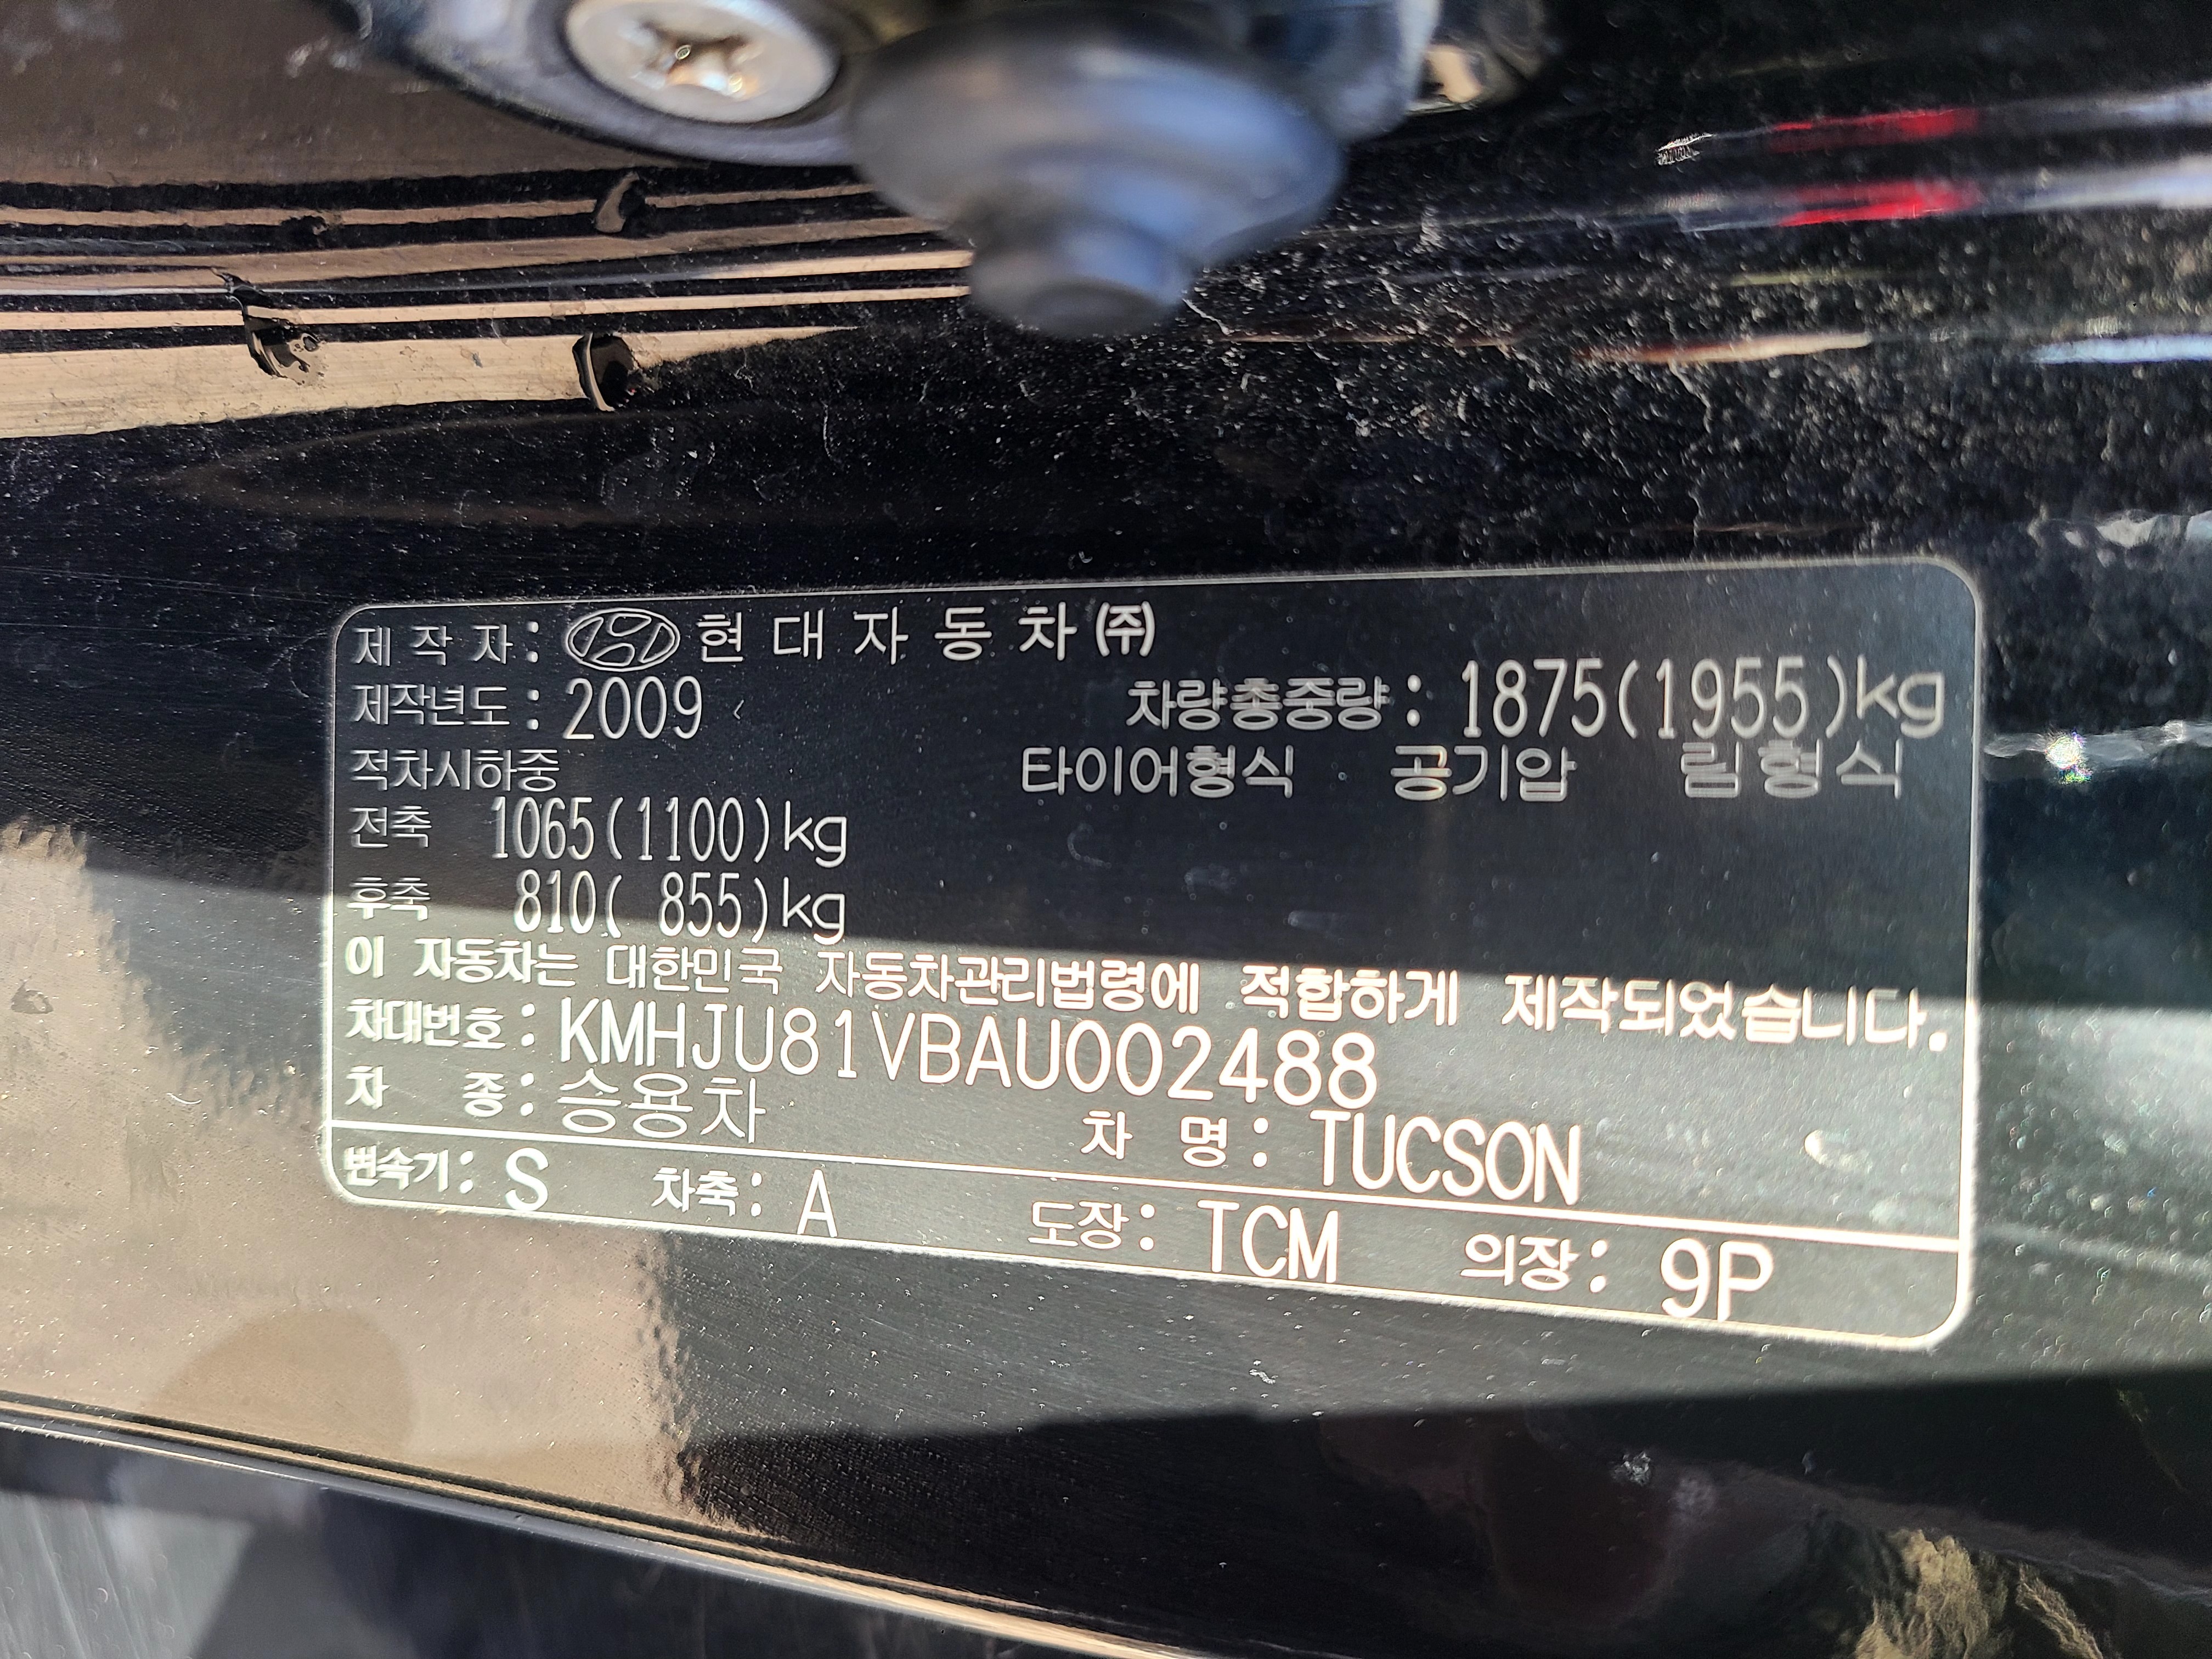 제 작 자 : 현 대 자 동 차 ㈜
제작년도 : 2009
차량총중량 : 1875(1955)kg
적차시하중
타이어형식 공기압 림형식
전축 1065(1100)kg
후축 810( 855)kg
이 자동차는 대한민국 자동차관리법령에 적합하게 제작되었습니다.
차대번호 : KMHJU81VBAU002488
차 종 : 승용차
차 명 : TUCSON
변속기 : S 차축 : A 도장 : TCM 의장 : 9P